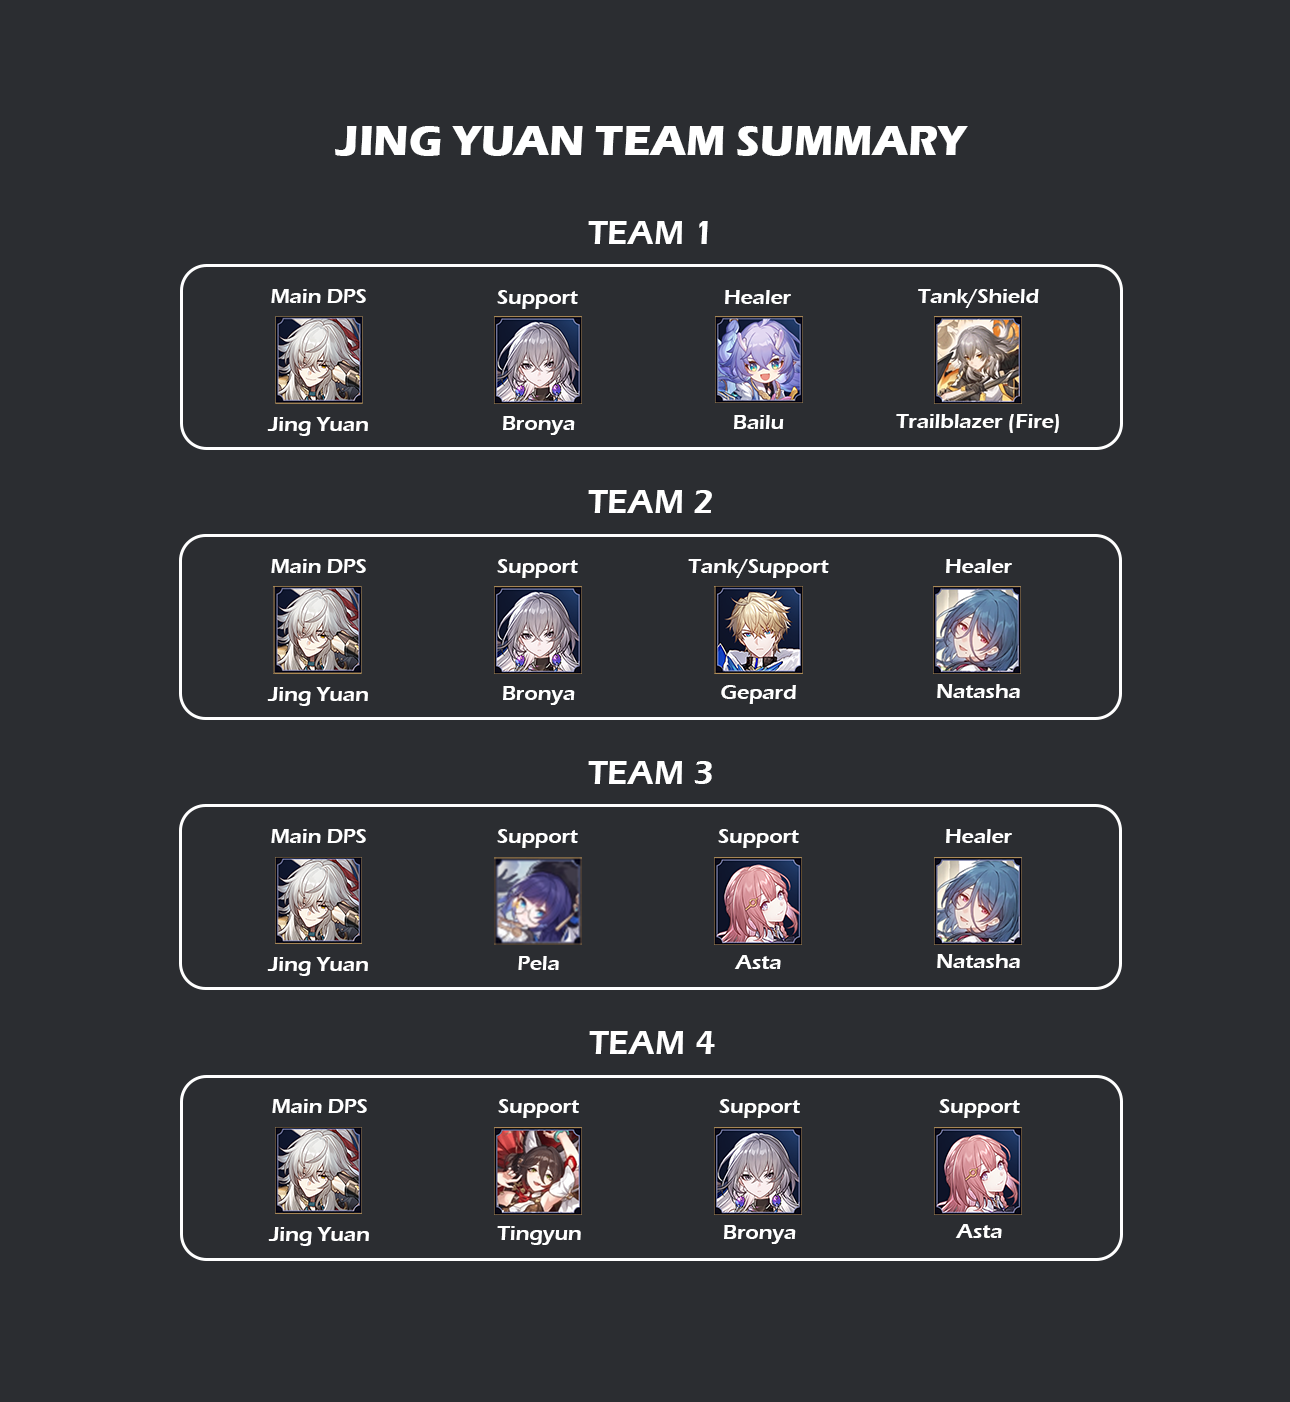 JING YUAN TEAM SUMMARY
TEAM 1
Main DPS Support Healer Tank/Shield
Jing Yuan Bronya Bailu Trailblazer (Fire)
TEAM 2
Main DPS Support Tank/Support Healer
Jing Yuan Bronya Gepard Natasha
TEAM 3
Main DPS Support Support Healer
Jing Yuan Pela Asta Natasha
TEAM 4
Main DPS Support Support Support
Jing Yuan Tingyun Bronya Asta